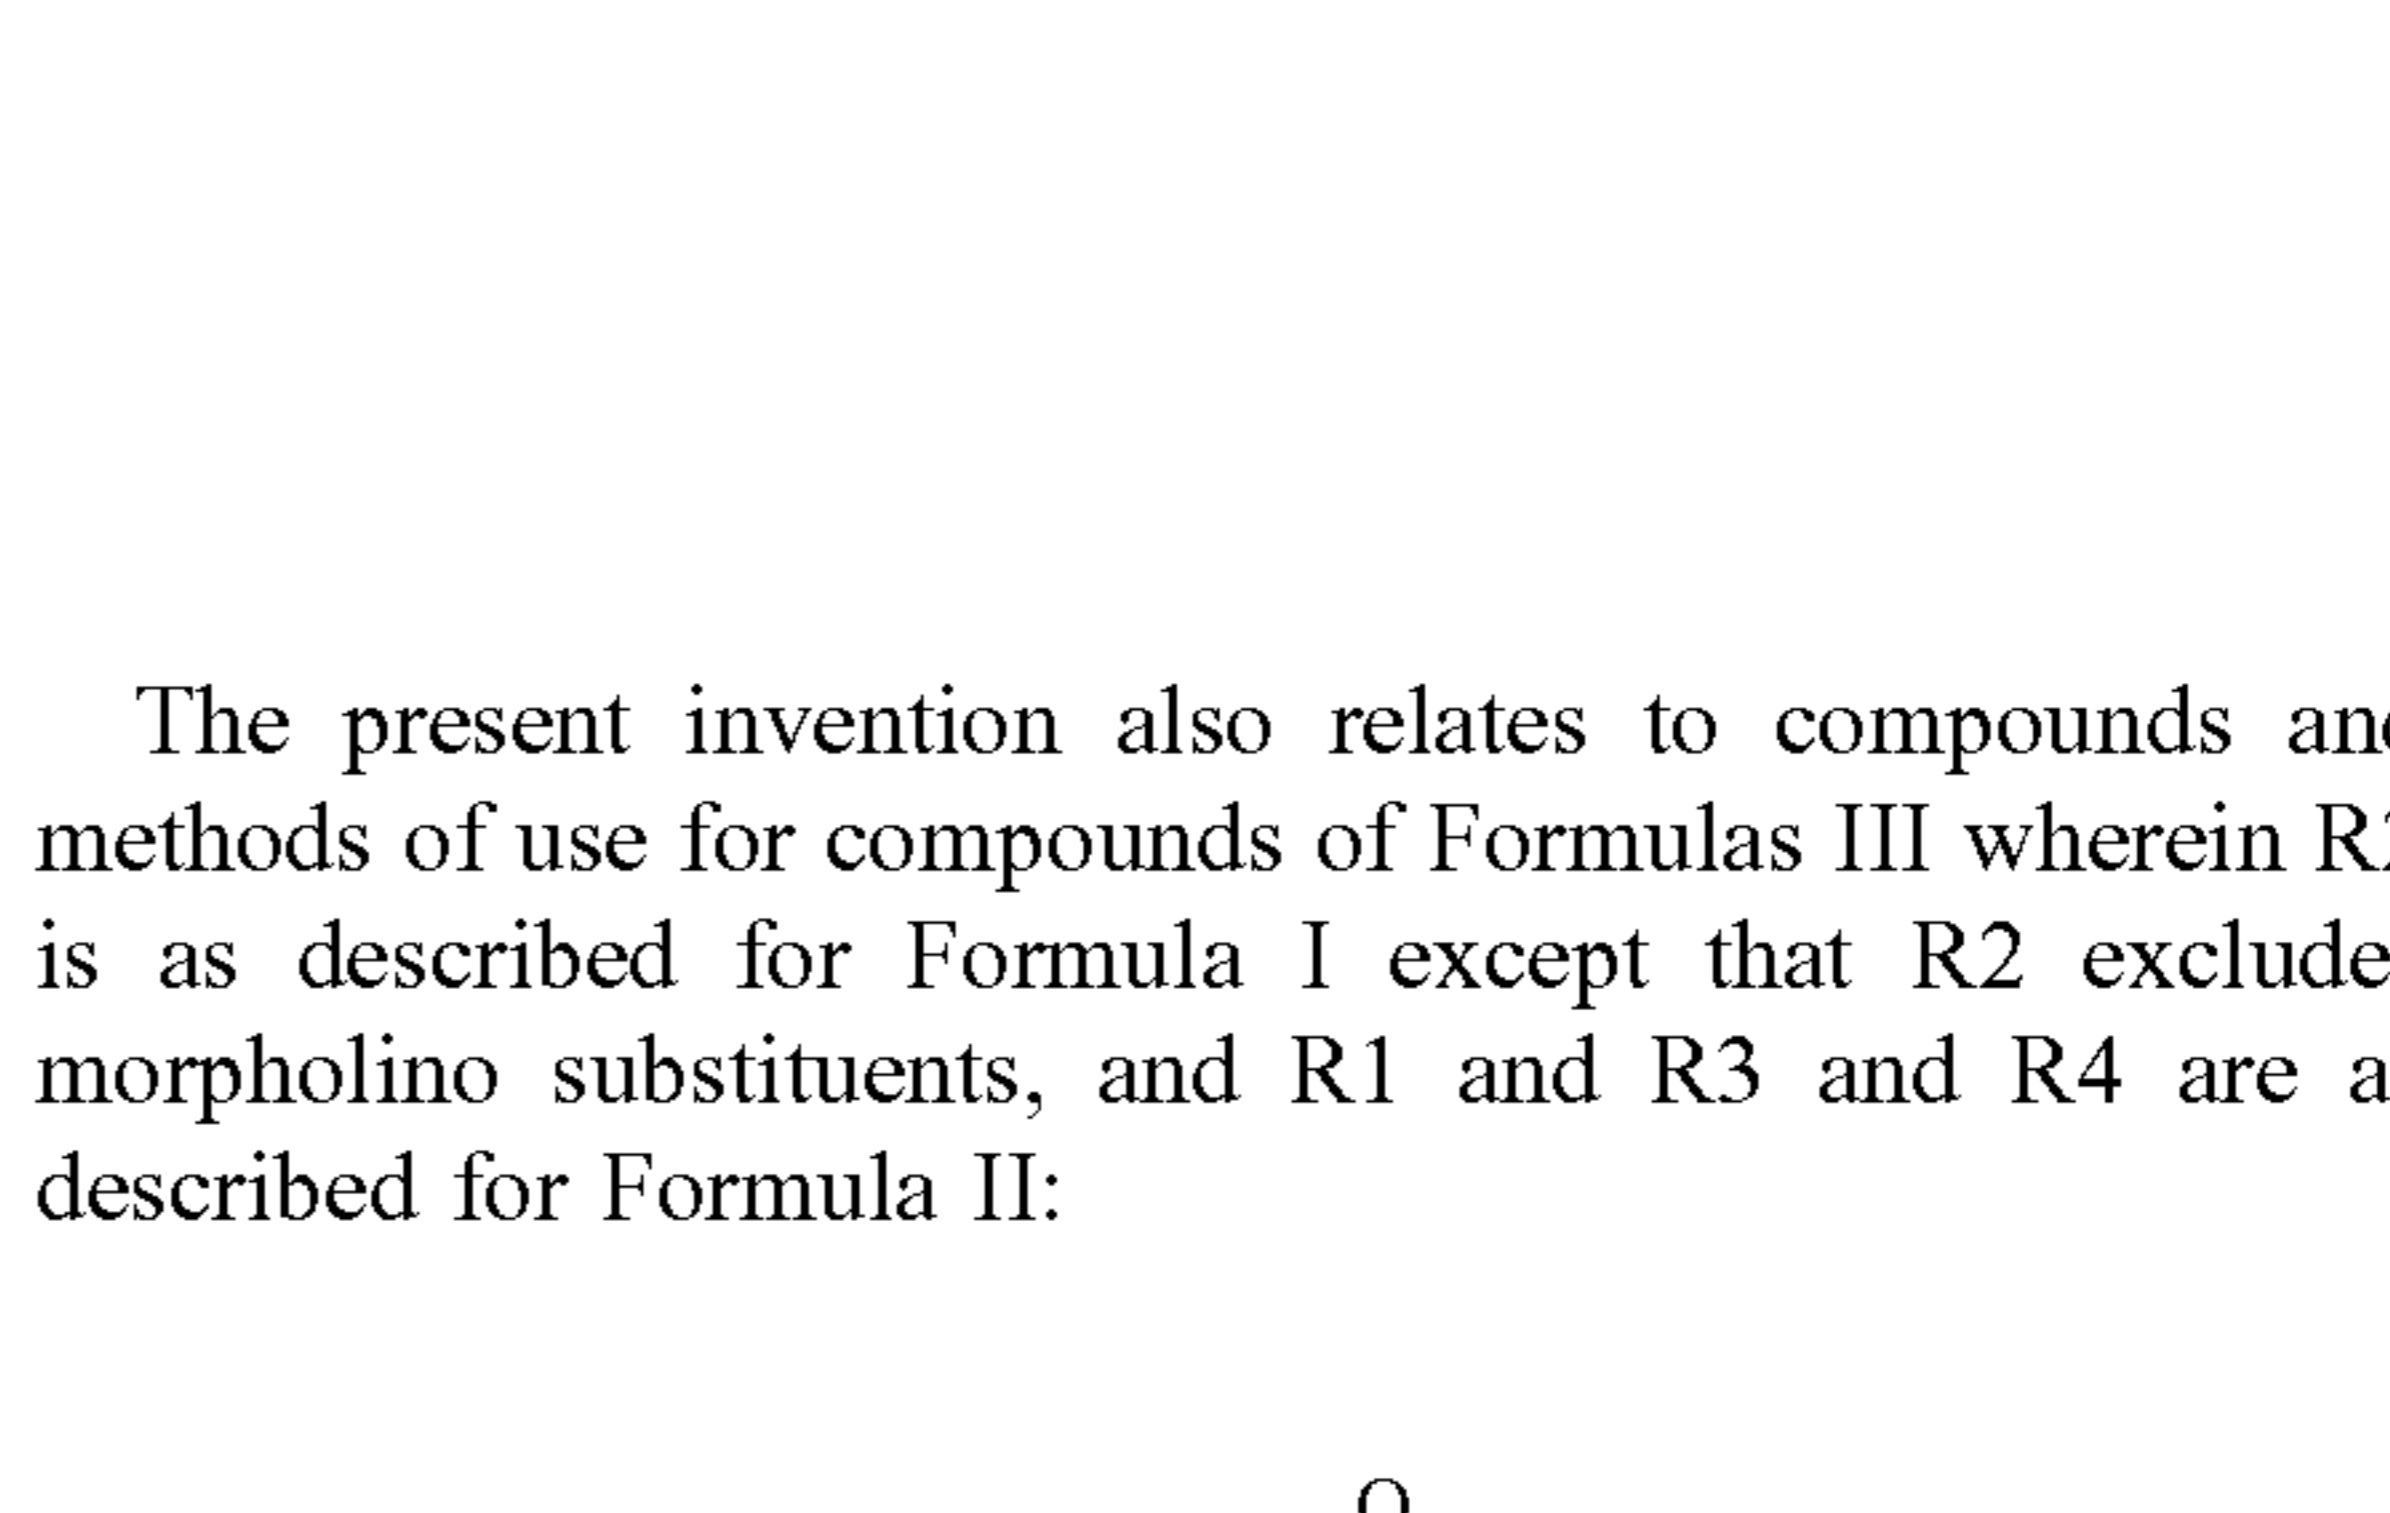 The present invention also relates to compounds and
methods of use for compounds of Formulas III wherein R2
is as described for Formula I except that R2 exclude
morpholino substituents, and R1 and R3 and R4 are a
described for Formula II:
O